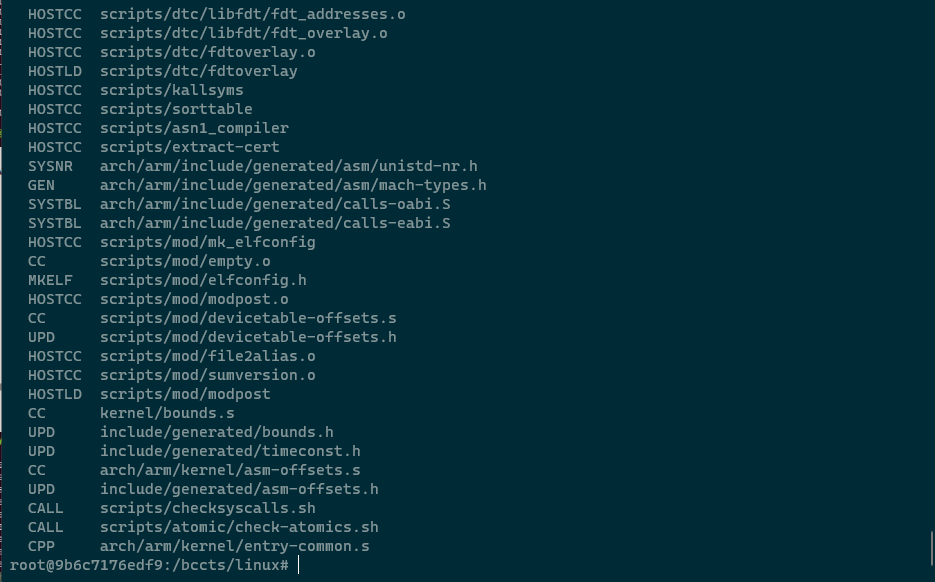 HOSTCC scripts/dtc/libfdt/fdt_addresses.o
HOSTCC scripts/dtc/libfdt/fdt_overlay.o
HOSTCC scripts/dtc/fdtoverlay.o
HOSTLD scripts/dtc/fdtoverlay
HOSTCC scripts/kallsyms
HOSTCC scripts/sorttable
HOSTCC scripts/asn1_compiler
HOSTCC scripts/extract-cert
SYSNR arch/arm/include/generated/asm/unistd-nr.h
GEN arch/arm/include/generated/asm/mach-types.h
SYSTBL arch/arm/include/generated/calls-oabi.S
SYSTBL arch/arm/include/generated/calls-eabi.S
HOSTCC scripts/mod/mk_elfconfig
CC scripts/mod/empty.o
MKELF scripts/mod/elfconfig.h
HOSTCC scripts/mod/modpost.o
CC scripts/mod/devicetable-offsets.s
UPD scripts/mod/devicetable-offsets.h
HOSTCC scripts/mod/file2alias.o
HOSTCC scripts/mod/sumversion.o
HOSTLD scripts/mod/modpost
CC kernel/bounds.s
UPD include/generated/bounds.h
UPD include/generated/timeconst.h
CC arch/arm/kernel/asm-offsets.s
UPD include/generated/asm-offsets.h
CALL scripts/checksyscalls.sh
CALL scripts/atomic/check-atomics.sh
CPP arch/arm/kernel/entry-common.s
root@9b6c7176edf9:/bccts/linux#